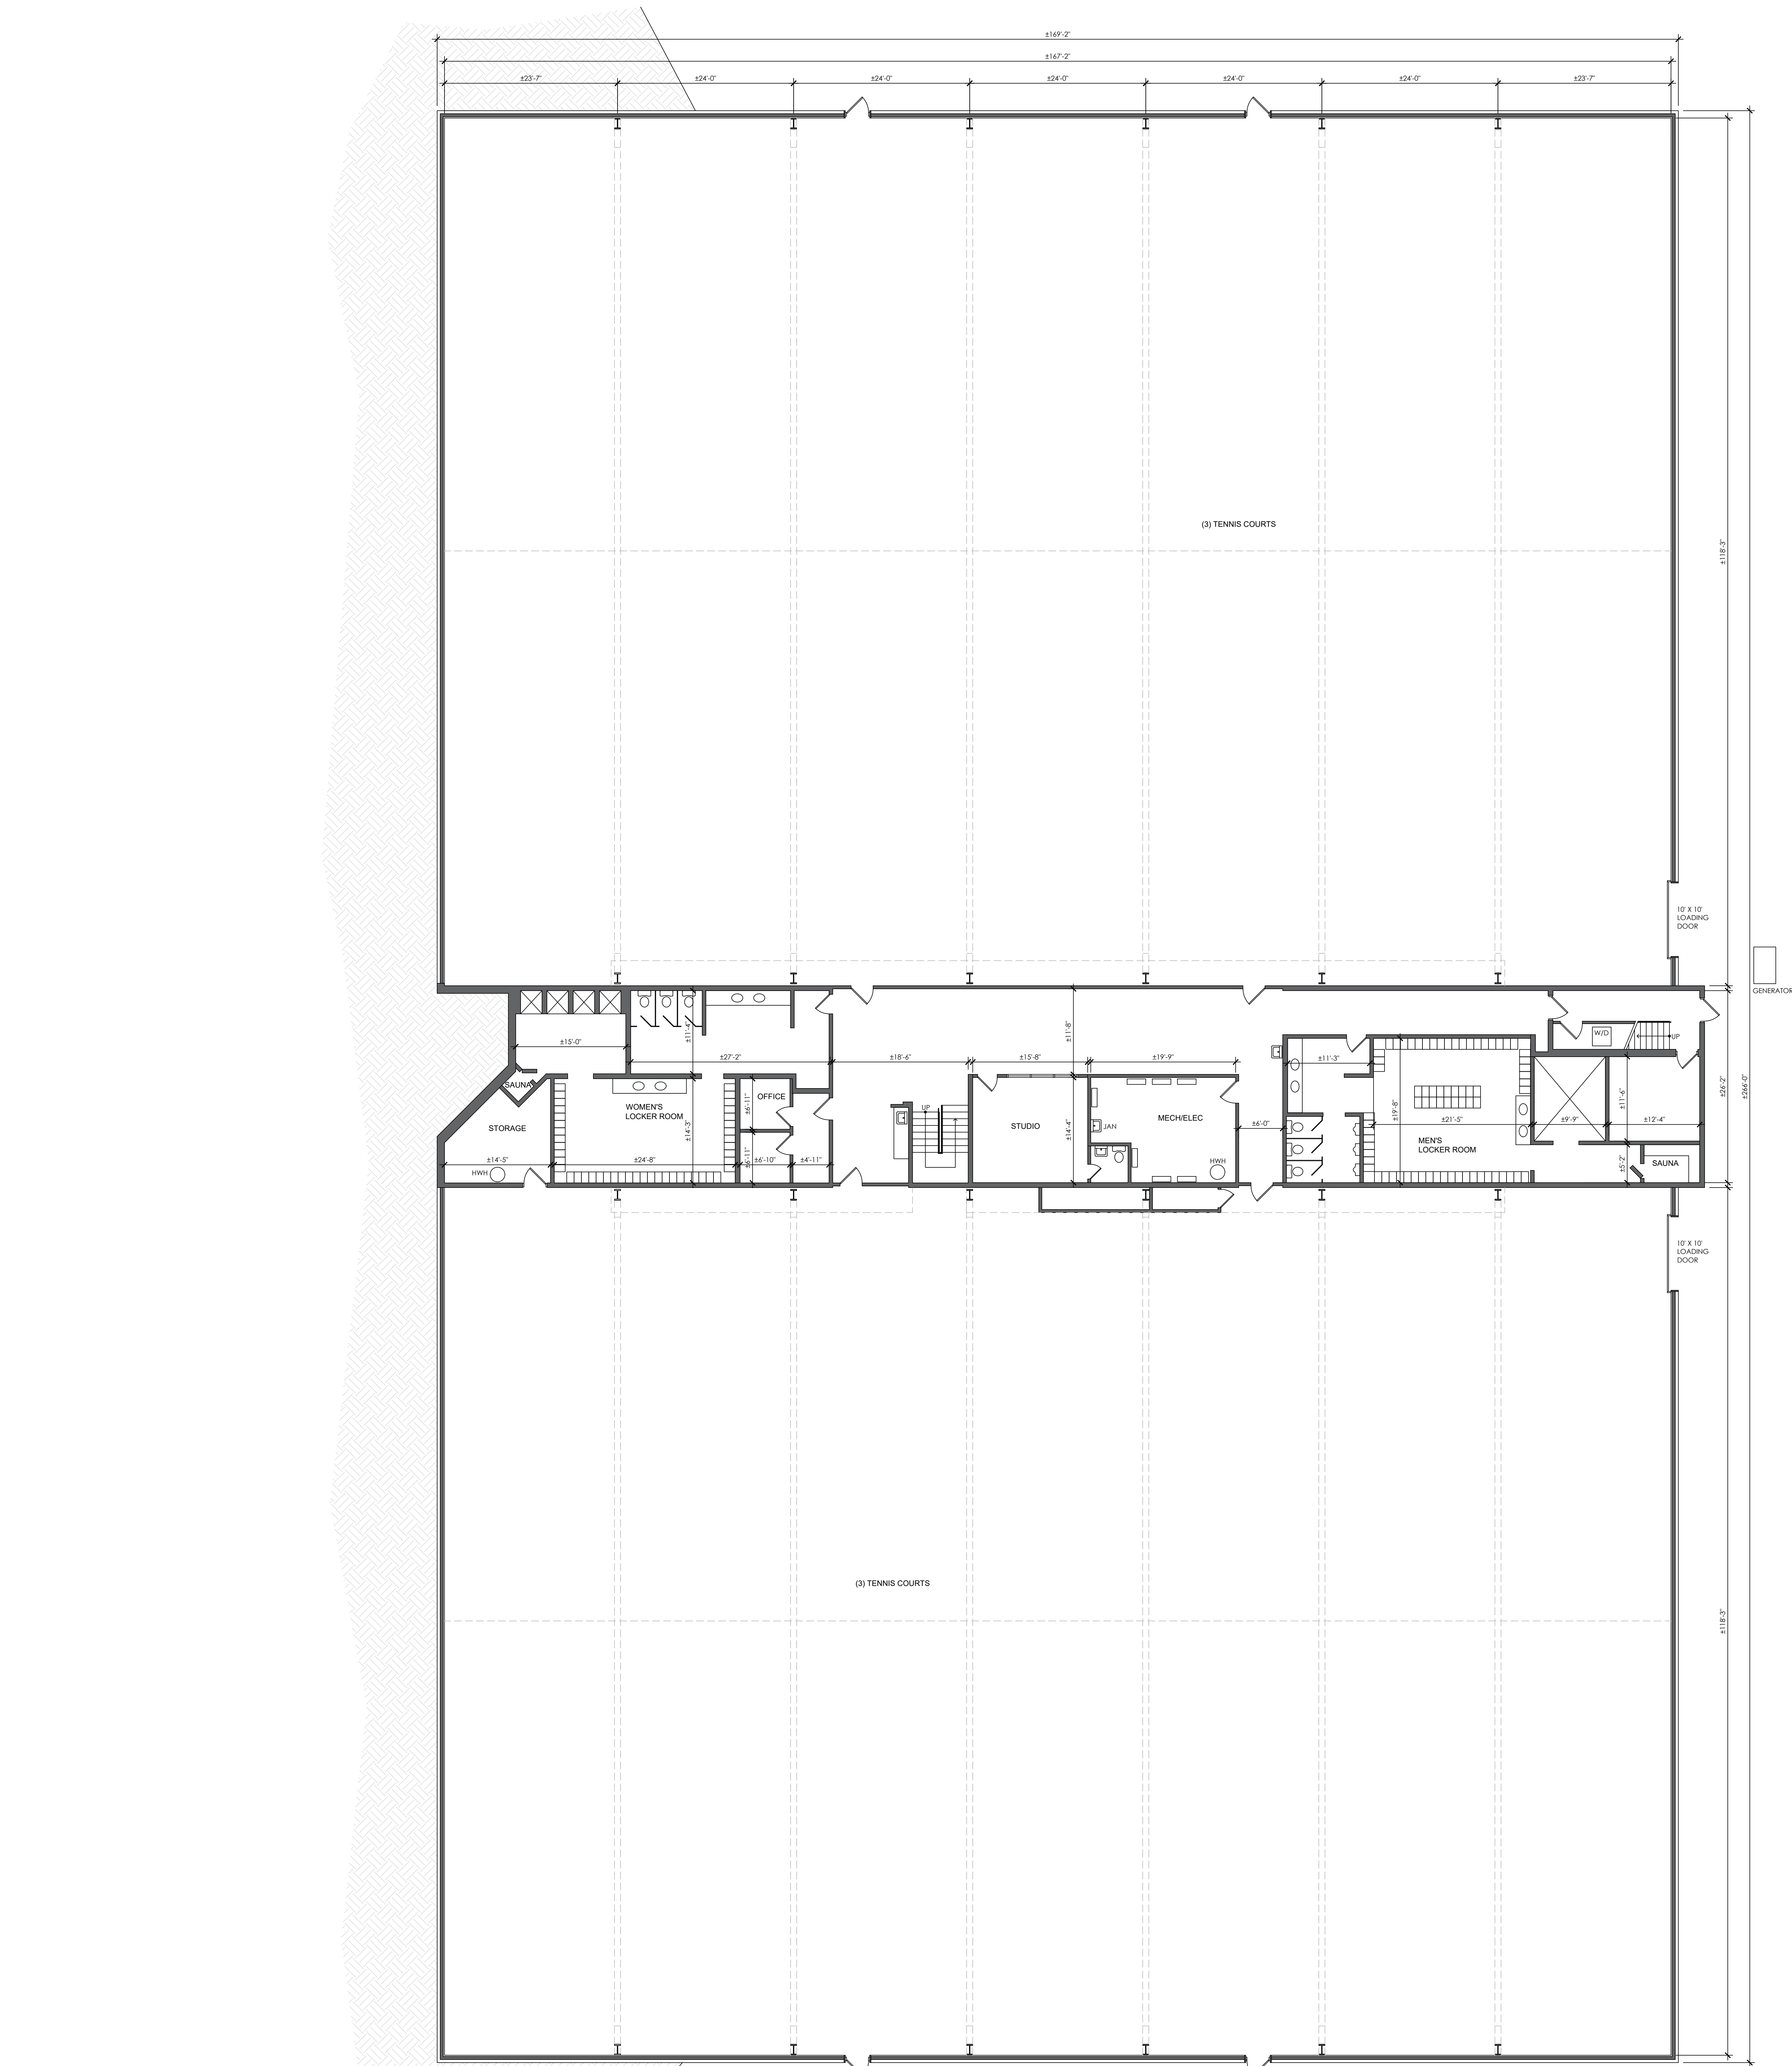 ±169'-2"
±167'-2"
±23'-7"
±24'-0"
±24'-0"
±24'-0"
±24'-0"
±24'-0"
±23'-7"
(3) TENNIS COURTS
±118'-3"
10' X 10'
LOADING
DOOR
GENERATOR
±11'-4"
±11'-8"
±15'-0"
±27'-2"
±18'-6"
±15'-8"
±19'-9"
±11'-3"
W/D
UP
SAUNA
OFFICE
±6'-11"
WOMEN'S
LOCKER ROOM
STORAGE
±14'-3"
UP
STUDIO
±14'-4"
JAN
MECH/ELEC
±6'-0"
±19'-8"
±21'-5"
±9'-9"
±11'-6"
±12'-4"
±26'-2"
±266'-0"
MEN'S
LOCKER ROOM
±14'-5"
HWH
±24'-8"
±6'-11"
±6'-10"
±4'-11"
HWH
±5'-2"
SAUNA
10' X 10'
LOADING
DOOR
(3) TENNIS COURTS
±118'-3"